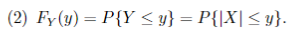 (2) F_Y(y) = P{Y ≤ y} = P{|X| ≤ y}.